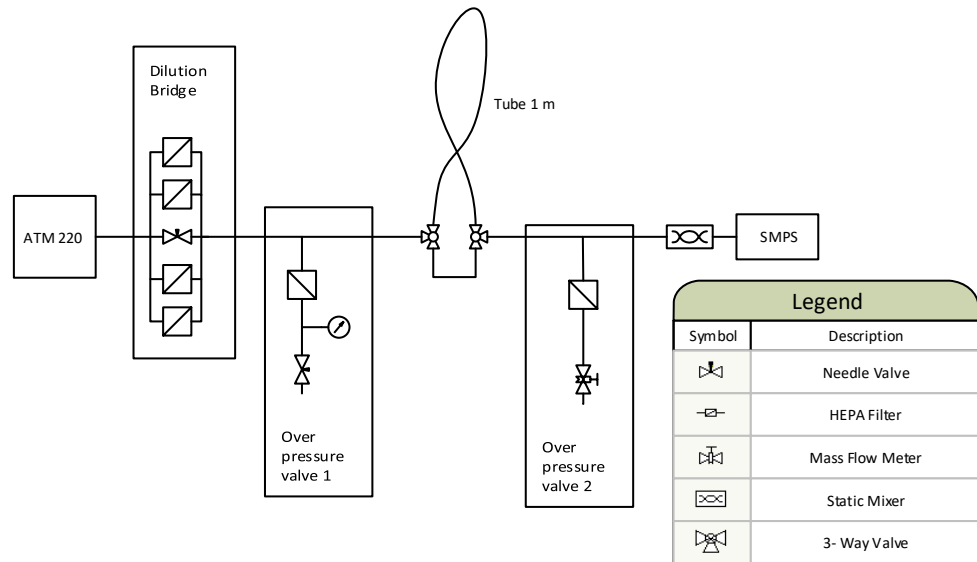 Dilution
Bridge
Tube 1 m
ATM 220
SMPS
Over
pressure
valve 1
Over
pressure
valve 2
Legend
Symbol Description
Needle Valve
HEPA Filter
Mass Flow Meter
Static Mixer
3- Way Valve